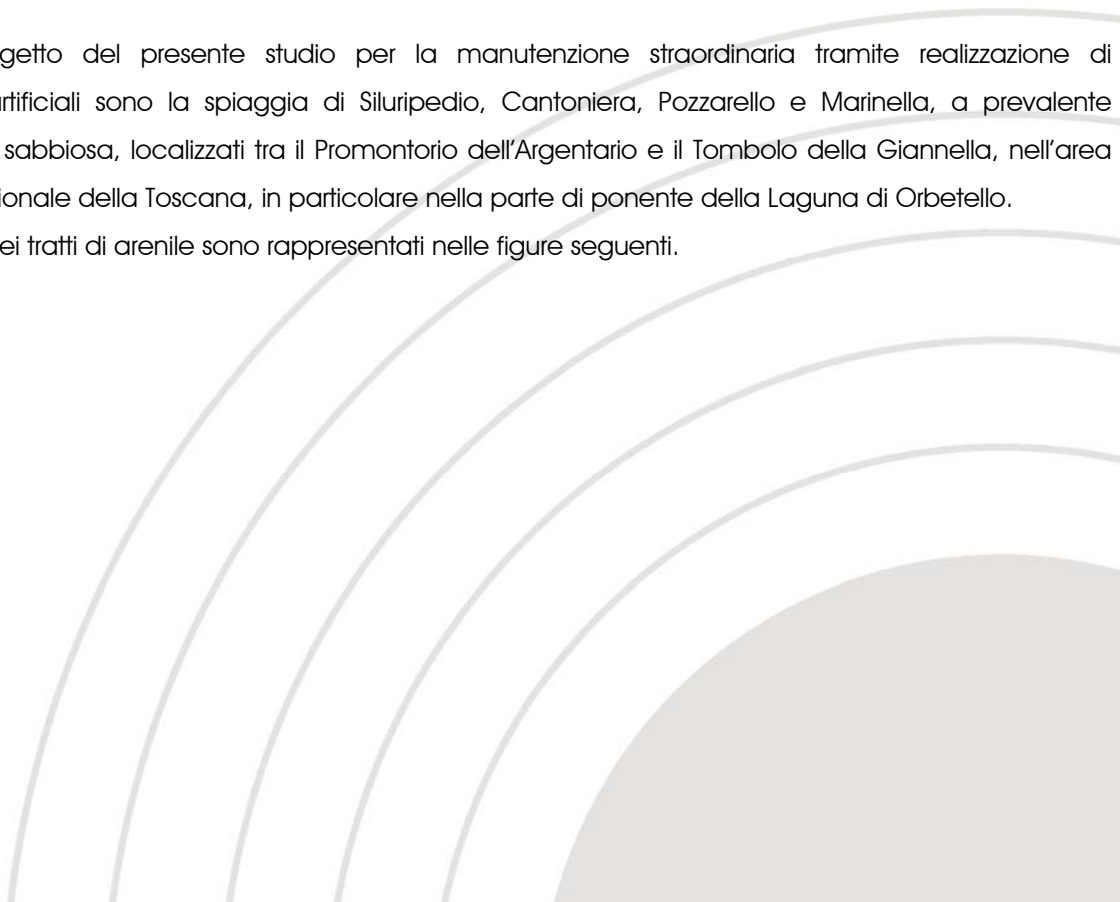 getto del presente studio per la manutenzione straordinaria tramite realizzazione di
rtificiali sono la spiaggia di Siluripedio, Cantoniera, Pozzarello e Marinella, a prevalente
sabbiosa, localizzati tra il Promontorio dell'Argentario e il Tombolo della Giannella, nell'area
ionale della Toscana, in particolare nella parte di ponente della Laguna di Orbetello.
ei tratti di arenile sono rappresentati nelle figure seguenti.